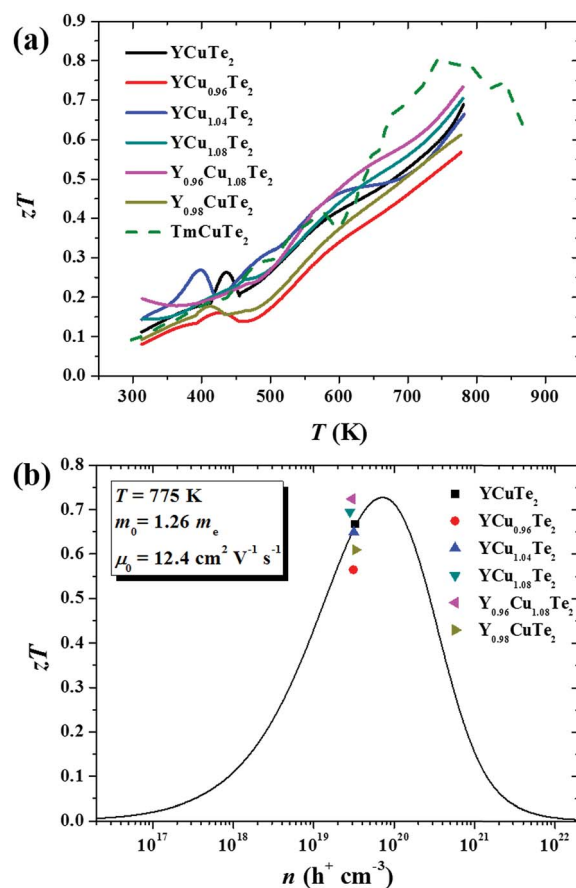 (a)
0.8
0.7
0.6
0.5
0.4
0.3
0.2
0.1
0.0
zT
YCuTe₂
YCu₀.₉₆Te₂
YCu₁.₀₄Te₂
YCu₁.₀₈Te₂
Y₀.₉₆Cu₁.₀₈Te₂
Y₀.₉₈CuTe₂
TmCuTe₂
300 400 500 600 700 800 900
T (K)
(b)
0.8
0.7
0.6
0.5
0.4
0.3
0.2
0.1
0.0
zT
T = 775 K
m₀ = 1.26 mₑ
μ₀ = 12.4 cm² V⁻¹ s⁻¹
YCuTe₂
YCu₀.₉₆Te₂
YCu₁.₀₄Te₂
YCu₁.₀₈Te₂
Y₀.₉₆Cu₁.₀₈Te₂
Y₀.₉₈CuTe₂
10¹⁷ 10¹⁸ 10¹⁹ 10²⁰ 10²¹ 10²²
n (h⁺ cm⁻³)